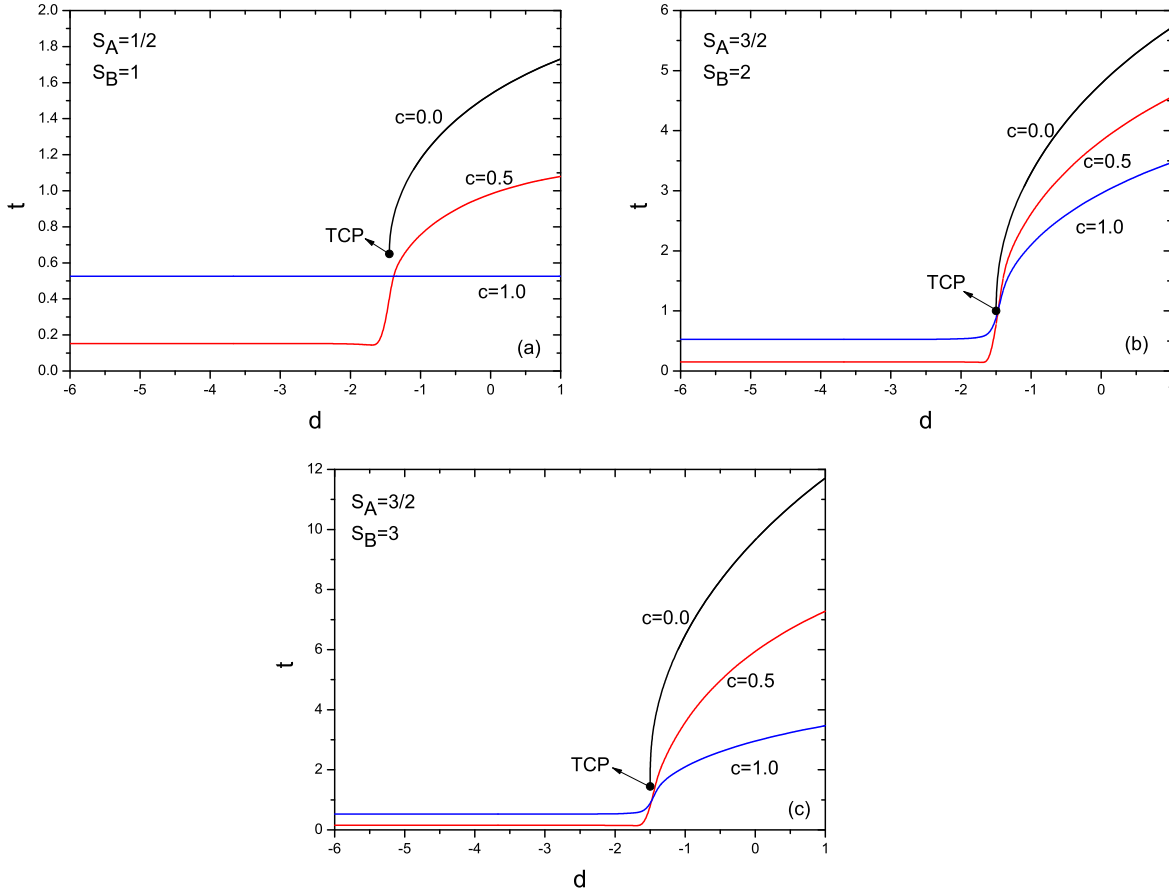 2.0
1.8
1.6
1.4
1.2
1.0
0.8
0.6
0.4
0.2
0.0
t
S_A=1/2
S_B=1
c=0.0
c=0.5
TCP
c=1.0
(a)
-6 -5 -4 -3 -2 -1 0 1
d
6
5
4
3
2
1
0
t
S_A=3/2
S_B=2
c=0.0
c=0.5
c=1.0
TCP
(b)
-6 -5 -4 -3 -2 -1 0 1
d
12
10
8
6
4
2
0
t
S_A=3/2
S_B=3
c=0.0
c=0.5
TCP
c=1.0
(c)
-6 -5 -4 -3 -2 -1 0 1
d